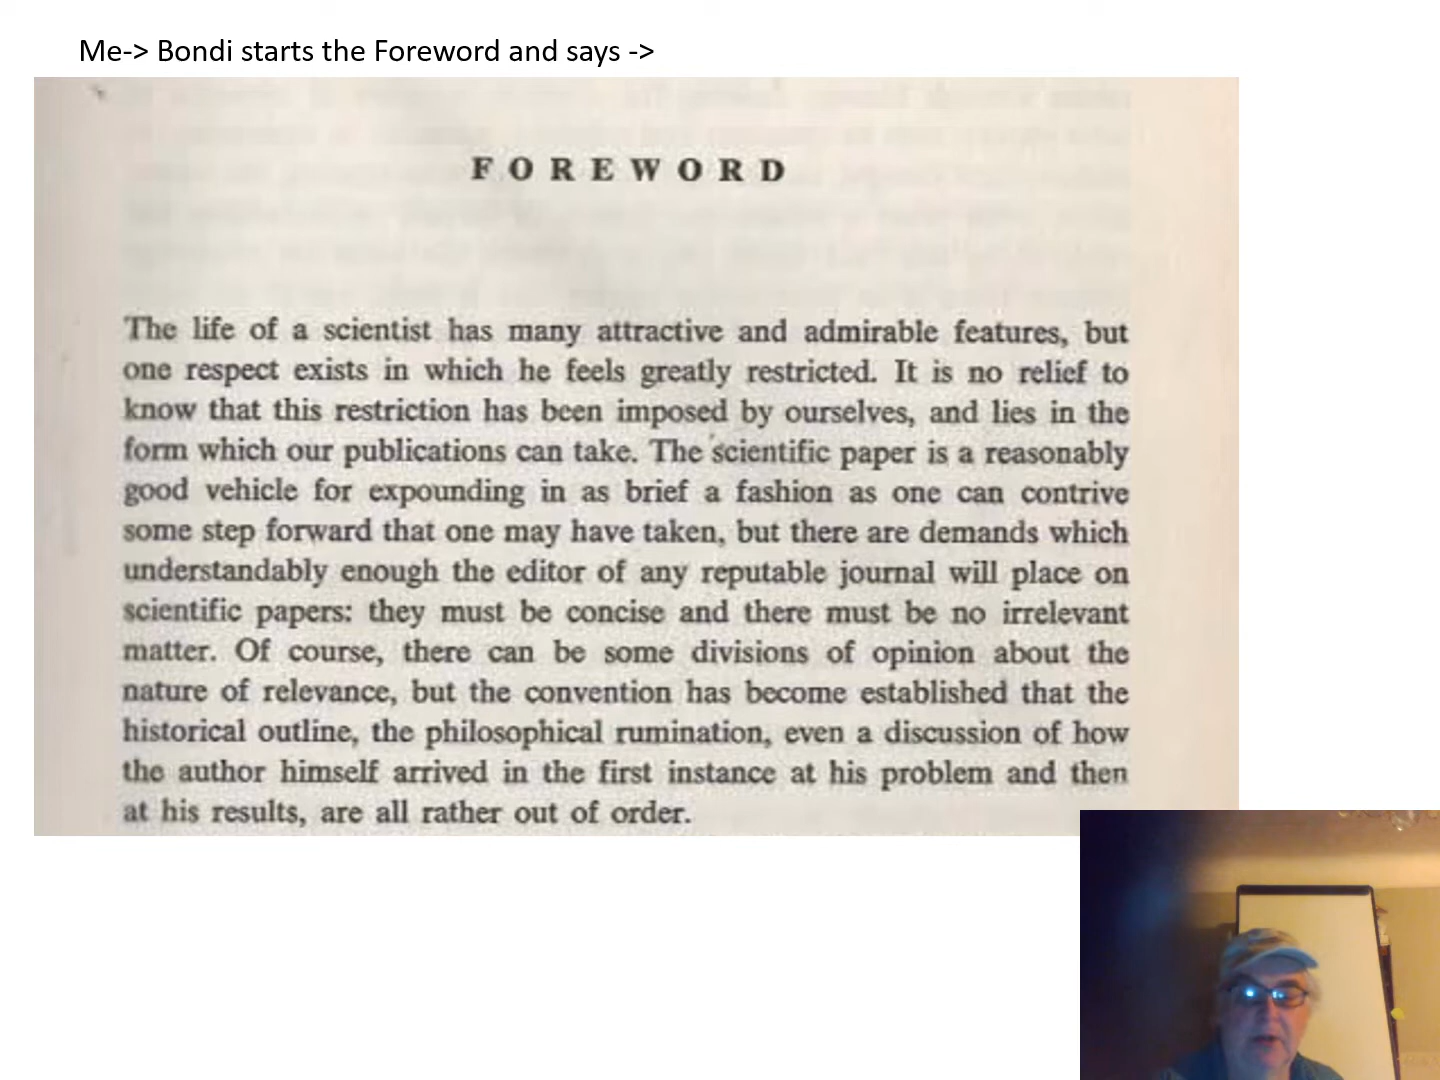 Me-> Bondi starts the Foreword and says ->
FOREWORD
The life of a scientist has many attractive and admirable features, but
one respect exists in which he feels greatly restricted. It is no relief to
know that this restriction has been imposed by ourselves, and lies in the
form which our publications can take. The scientific paper is a reasonably
good vehicle for expounding in as brief a fashion as one can contrive
some step forward that one may have taken, but there are demands which
understandably enough the editor of any reputable journal will place on
scientific papers: they must be concise and there must be no irrelevant
matter. Of course, there can be some divisions of opinion about the
nature of relevance, but the convention has become established that the
historical outline, the philosophical rumination, even a discussion of how
the author himself arrived in the first instance at his problem and then
at his results, are all rather out of order.